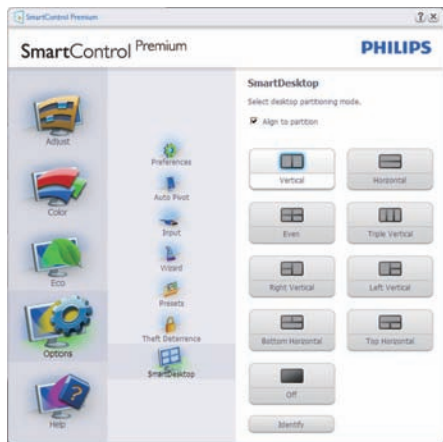 SmartControl Premium
SmartControl Premium
PHILIPS
Adjust
Color
Eco
Options
Help
Preferences
Auto Pivot
Input
Wizard
Presets
Theft Deterrence
SmartDesktop
SmartDesktop
Select desktop partitioning mode.
Align to partition
Vertical
Horizontal
Even
Triple Vertical
Right Vertical
Left Vertical
Bottom Horizontal
Top Horizontal
Off
Identify